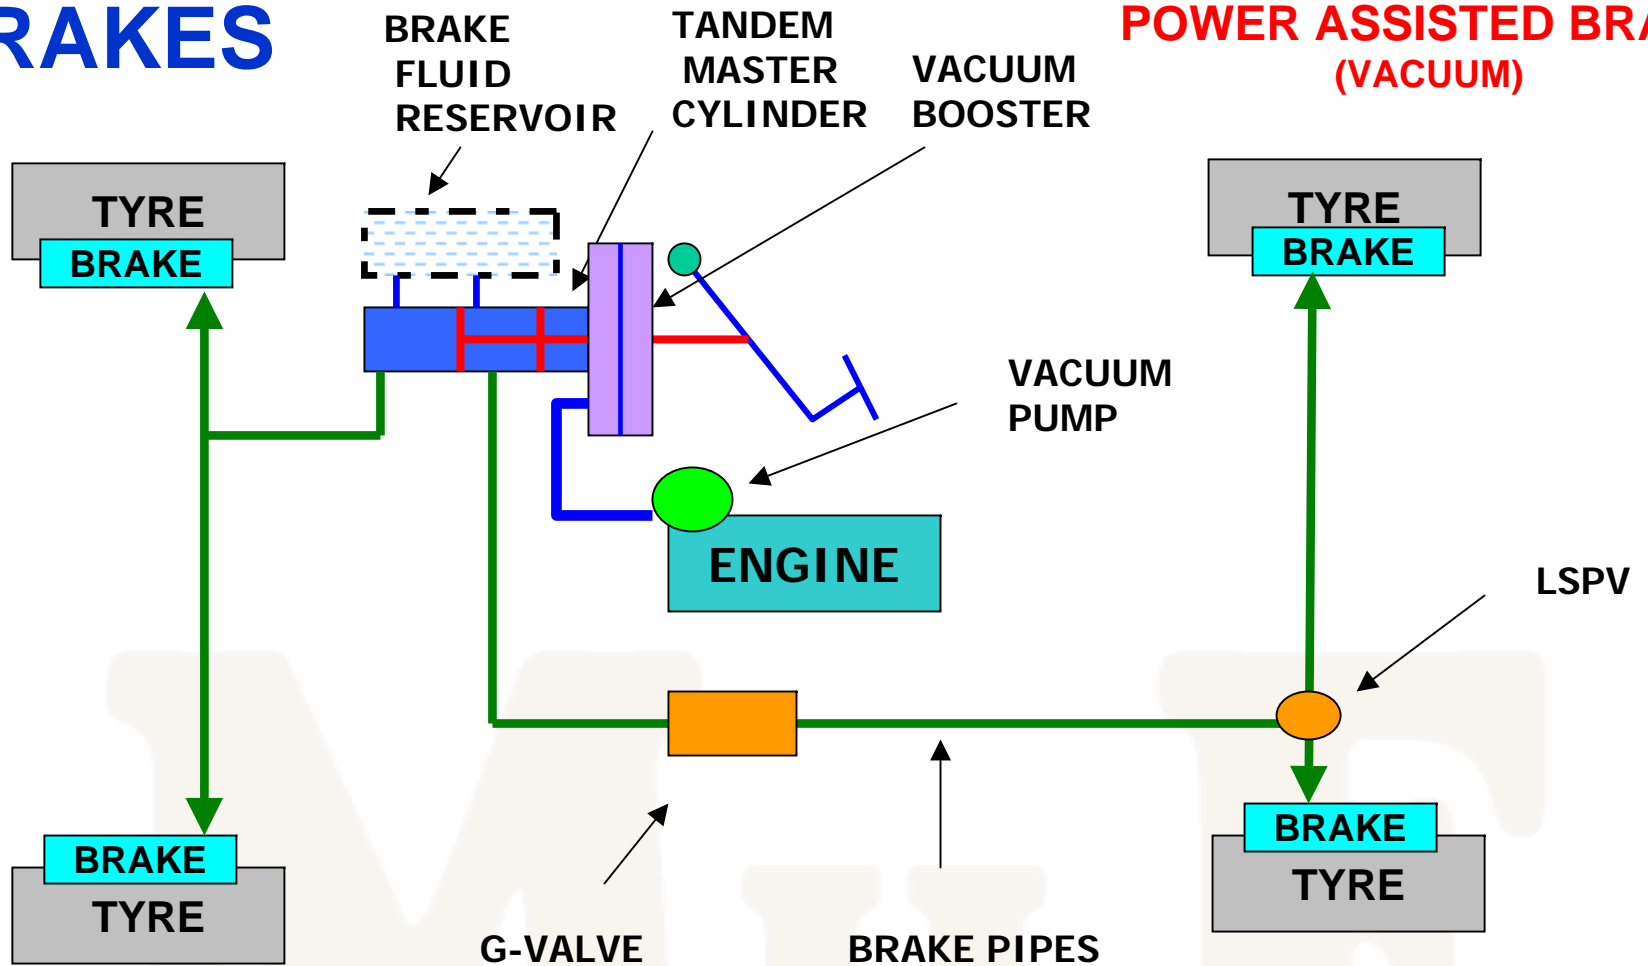 RAKES
POWER ASSISTED BRA
(VACUUM)
BRAKE
FLUID
RESERVOIR
TANDEM
MASTER
CYLINDER
VACUUM
BOOSTER
TYRE
BRAKE
TYRE
BRAKE
VACUUM
PUMP
ENGINE
LSPV
BRAKE
TYRE
BRAKE
TYRE
G-VALVE
BRAKE PIPES